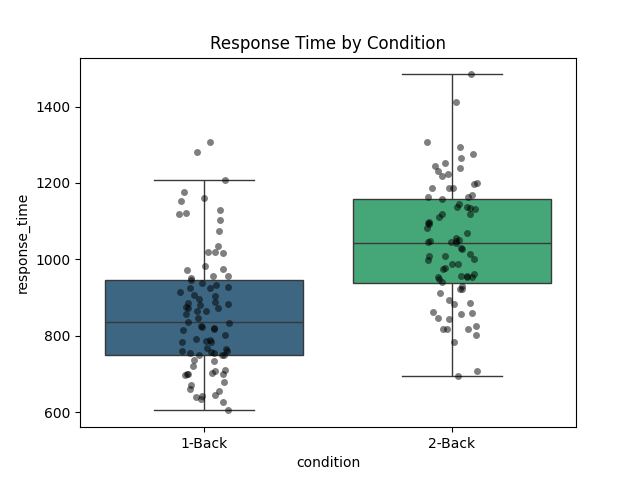 Response Time by Condition
response_time
1400
1200
1000
800
600
1-Back
2-Back
condition